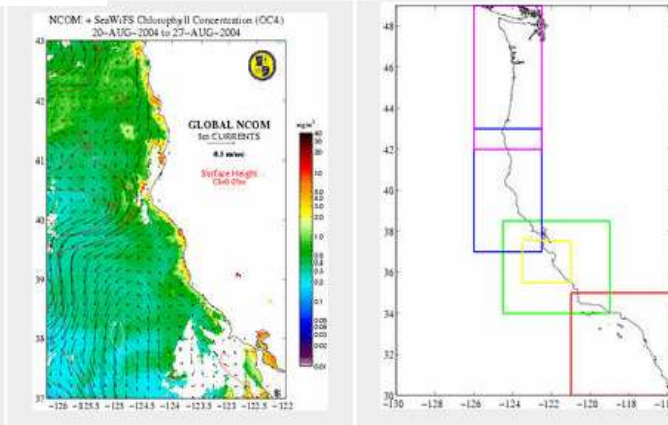 NCOM + SeaWiFS Chlorophyll Concentration (OC4)
20-AUG-2004 to 27-AUG-2004
43
42
41
40
39
38
37
GLOBAL NCOM
5m CURRENTS
0.5 m/sec
Surface Height
CI=0.05m
mg/m³
-126 -125.5 -125 -124.5 -124 -123.5 -123 -122.5 -122
48
46
44
42
40
38
36
34
32
30
-130 -128 -126 -124 -122 -120 -118